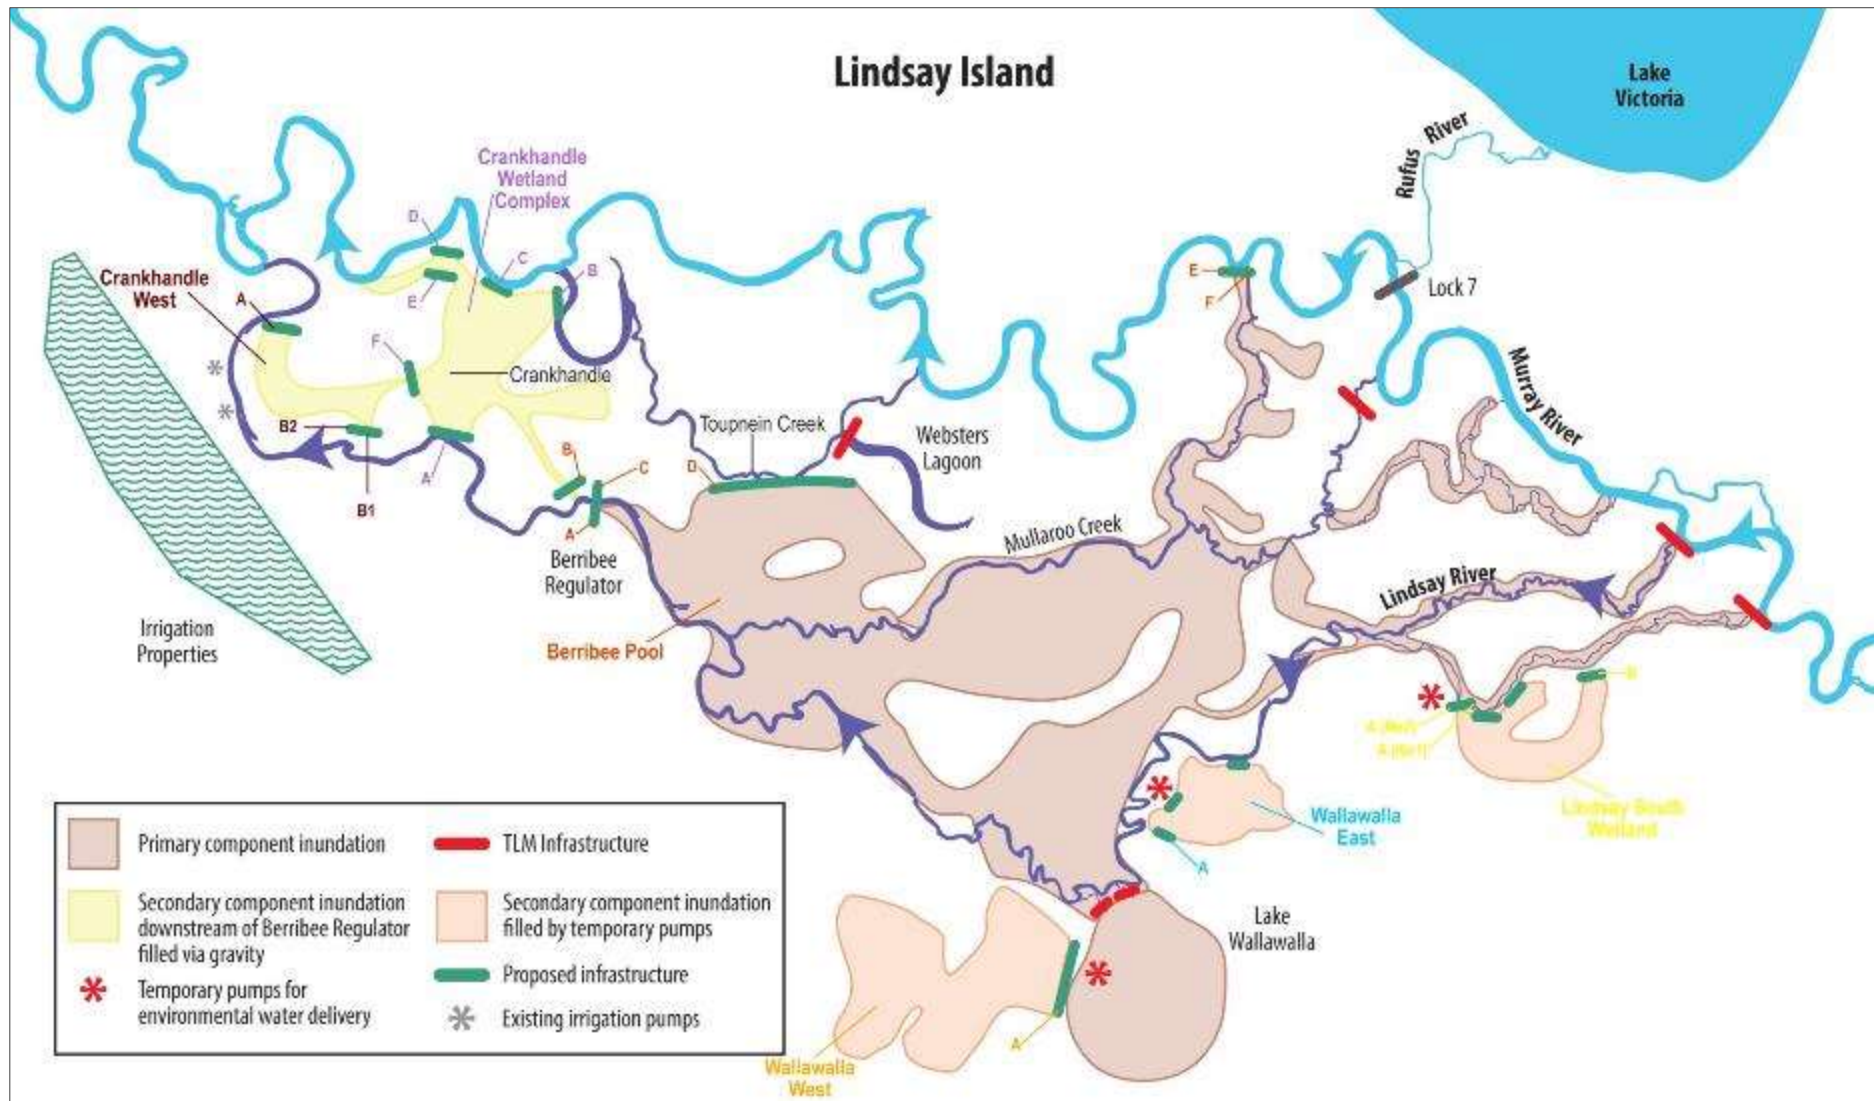 Lindsay Island
Lake
Victoria
Rufus River
Crankhandle
Wetland
Complex
D
C
B
E
E
F
Lock 7
Crankhandle
West
A
F
Crankhandle
Murray River
B2
B1
A
Toupnein Creek
Websters
Lagoon
B
C
D
A
Berribee
Regulator
Mullaroo Creek
Lindsay River
Irrigation
Properties
Berribee Pool
B
Lindsay South
Wetland
Wallawalla
East
A
Lake
Wallawalla
A
Wallawalla
West
Primary component inundation
Secondary component inundation
downstream of Berribee Regulator
filled via gravity
Temporary pumps for
environmental water delivery
TLM Infrastructure
Secondary component inundation
filled by temporary pumps
Proposed infrastructure
Existing irrigation pumps